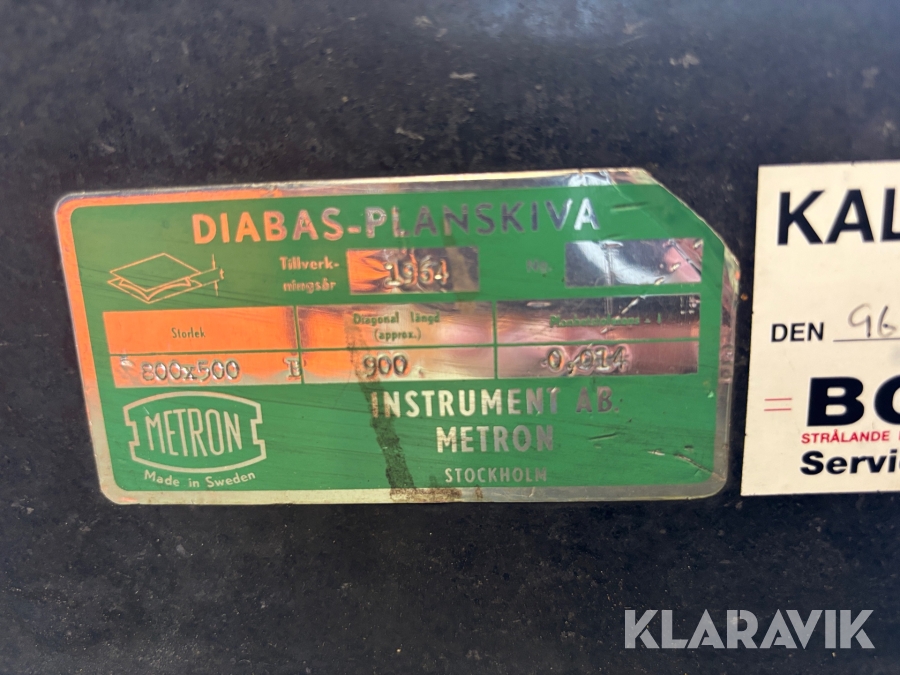 DIABAS-PLANSKIVA
Tillverk-
ningsår
1964
t
Storlek
Diagonal längd
(approx.)
800x500 I
900
0,014
METRON
Made in Sweden
INSTRUMENT AB.
METRON
STOCKHOLM
KAL
DEN 96
BO
STRÅLANDE
Servi
KLARAVIK